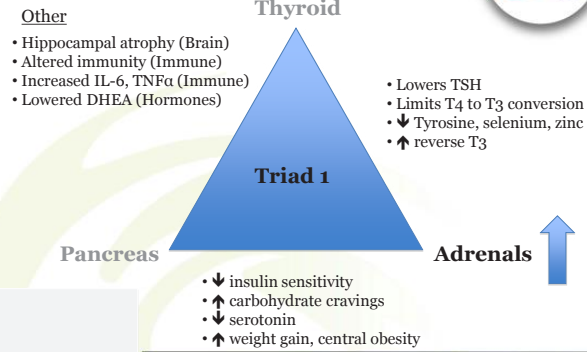 Thyroid
Other
• Hippocampal atrophy (Brain)
• Altered immunity (Immune)
• Increased IL-6, TNFα (Immune)
• Lowered DHEA (Hormones)
• Lowers TSH
• Limits T4 to T3 conversion
• 🡇 Tyrosine, selenium, zinc
• 🡅 reverse T3
Triad 1
Pancreas
Adrenals
• 🡇 insulin sensitivity
• 🡅 carbohydrate cravings
• 🡇 serotonin
• 🡅 weight gain, central obesity